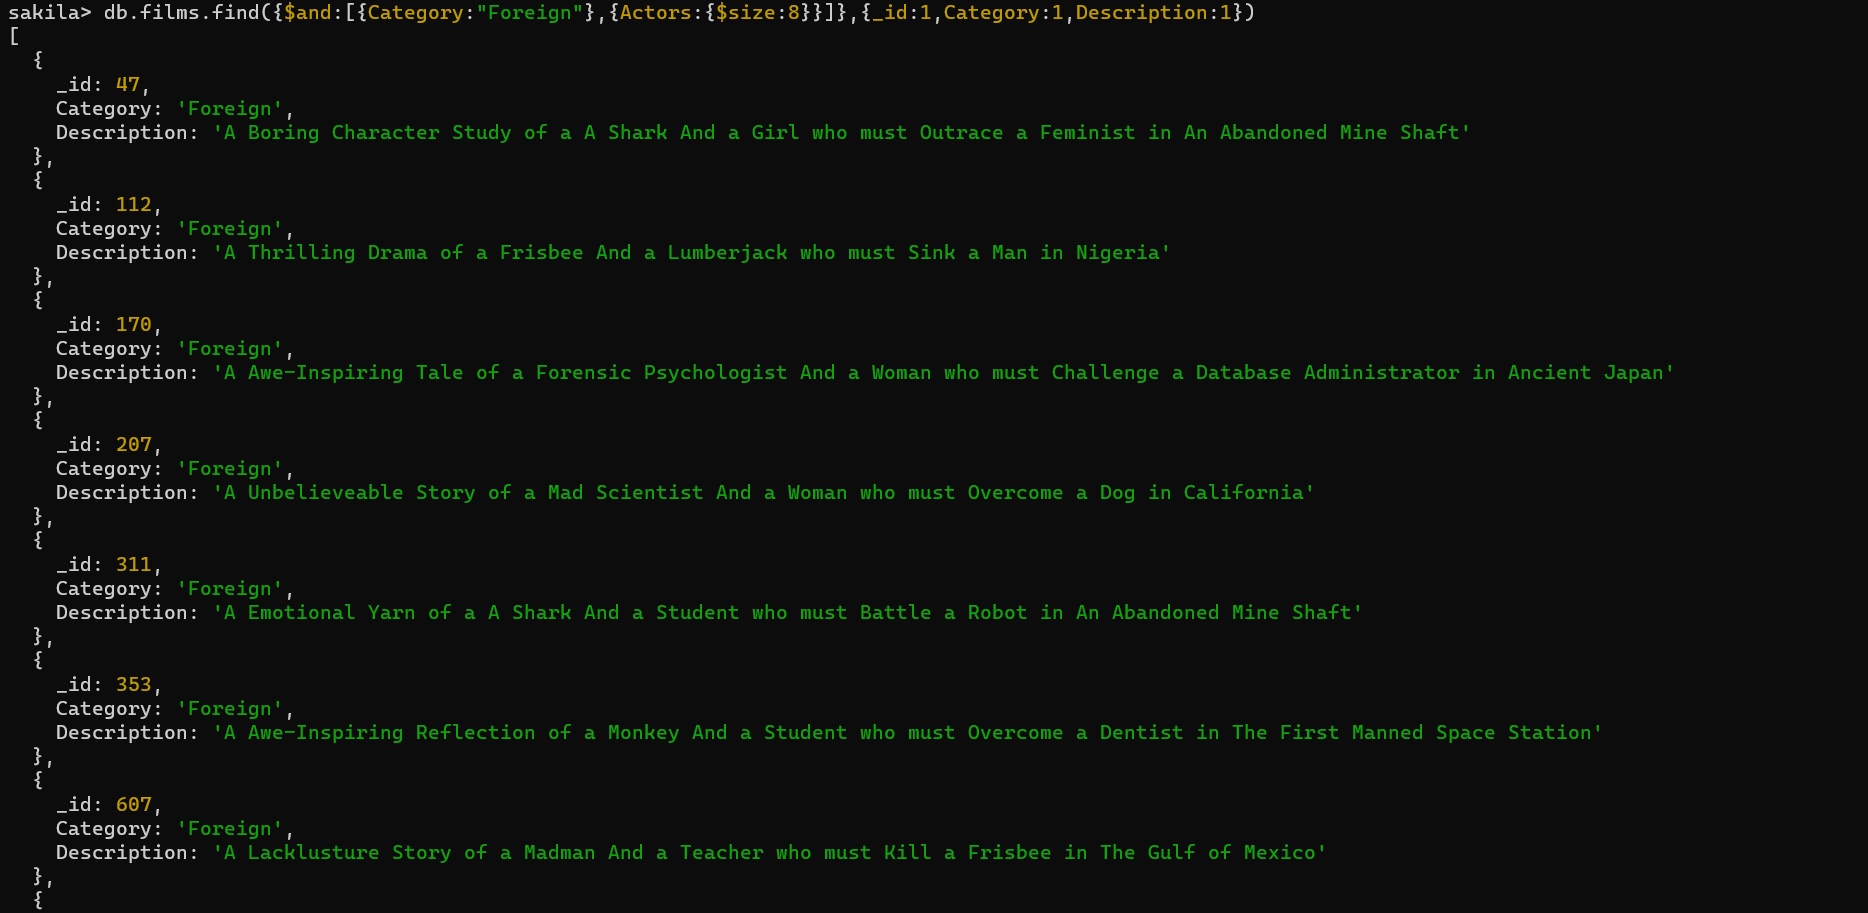 sakila> db.films.find({$and:[{Category:"Foreign"},{Actors:{$size:8}}]},{_id:1,Category:1,Description:1})
[
  {
    _id: 47,
    Category: 'Foreign',
    Description: 'A Boring Character Study of a A Shark And a Girl who must Outrace a Feminist in An Abandoned Mine Shaft'
  },
  {
    _id: 112,
    Category: 'Foreign',
    Description: 'A Thrilling Drama of a Frisbee And a Lumberjack who must Sink a Man in Nigeria'
  },
  {
    _id: 170,
    Category: 'Foreign',
    Description: 'A Awe-Inspiring Tale of a Forensic Psychologist And a Woman who must Challenge a Database Administrator in Ancient Japan'
  },
  {
    _id: 207,
    Category: 'Foreign',
    Description: 'A Unbelieveable Story of a Mad Scientist And a Woman who must Overcome a Dog in California'
  },
  {
    _id: 311,
    Category: 'Foreign',
    Description: 'A Emotional Yarn of a A Shark And a Student who must Battle a Robot in An Abandoned Mine Shaft'
  },
  {
    _id: 353,
    Category: 'Foreign',
    Description: 'A Awe-Inspiring Reflection of a Monkey And a Student who must Overcome a Dentist in The First Manned Space Station'
  },
  {
    _id: 607,
    Category: 'Foreign',
    Description: 'A Lacklusture Story of a Madman And a Teacher who must Kill a Frisbee in The Gulf of Mexico'
  },
  {